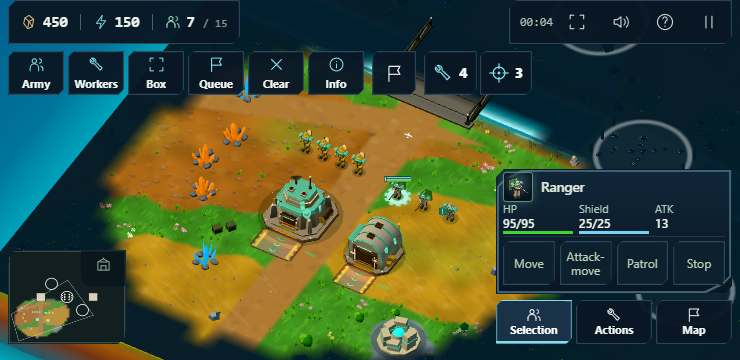 450 150 7 / 15 00:04
Army Workers Box Queue Clear Info 4 3
Ranger
HP Shield ATK
95/95 25/25 13
Move Attack-
move Patrol Stop
Selection Actions Map